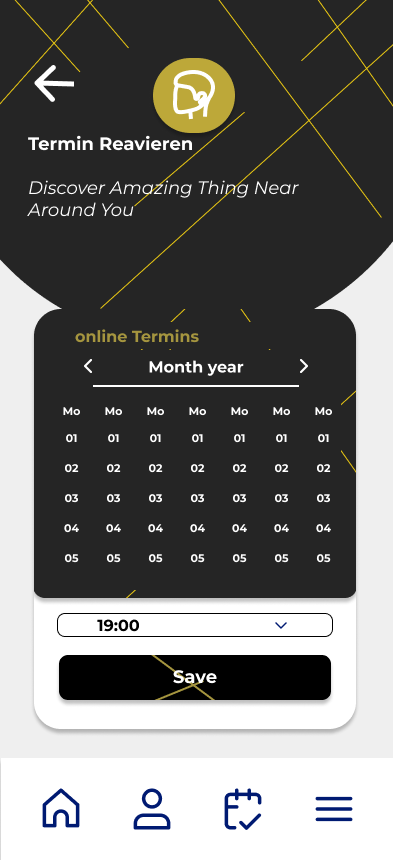 Termin Reavieren
Discover Amazing Thing Near
Around You
online Termins
Month year
Mo Mo Mo Mo Mo Mo Mo
01 01 01 01 01 01 01
02 02 02 02 02 02 02
03 03 03 03 03 03 03
04 04 04 04 04 04 04
05 05 05 05 05 05 05
19:00
Save